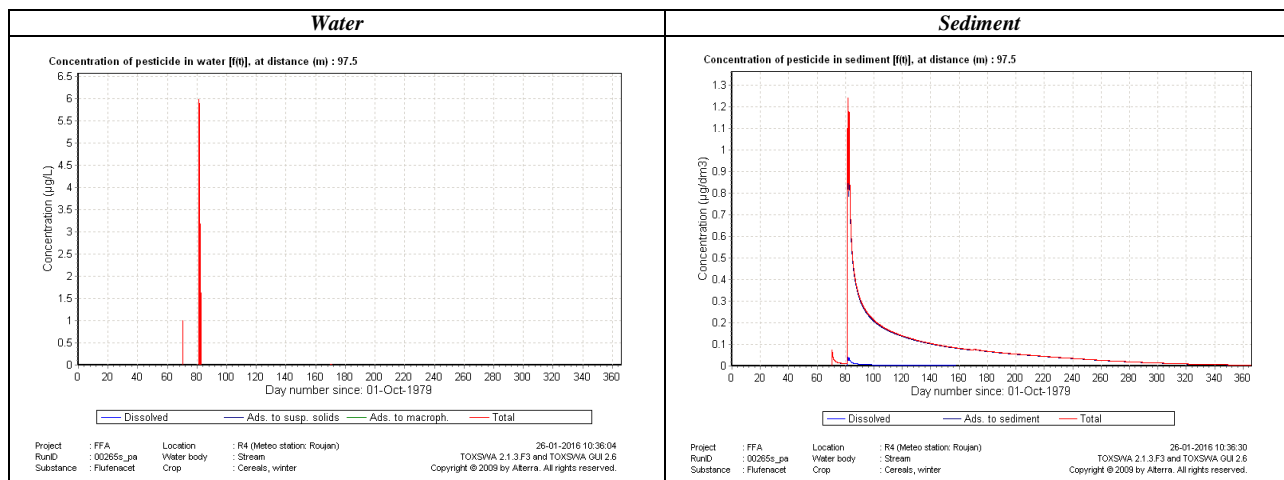 Water
Sediment
Concentration of pesticide in water [f(t)], at distance (m) : 97.5
6.5
6
5.5
5
4.5
4
3.5
3
2.5
2
1.5
1
0.5
0
Concentration (µg/L)
0 20 40 60 80 100 120 140 160 180 200 220 240 260 280 300 320 340 360
Day number since: 01-Oct-1979
Dissolved Ads. to susp. solids Ads. to macroph. Total
Project : FFA Location : R4 (Meteo station: Roujan) 26-01-2016 10:36:04
RunID : 00265s_pa Water body : Stream TOXSWA 2.1.3.F3 and TOXSWA GUI 2.6
Substance : Flufenacet Crop : Cereals, winter Copyright © 2009 by Alterra. All rights reserved.
Concentration of pesticide in sediment [f(t)], at distance (m) : 97.5
1.3
1.2
1.1
1
0.9
0.8
0.7
0.6
0.5
0.4
0.3
0.2
0.1
0
Concentration (µg/dm3)
0 20 40 60 80 100 120 140 160 180 200 220 240 260 280 300 320 340 360
Day number since: 01-Oct-1979
Dissolved Ads. to sediment Total
Project : FFA Location : R4 (Meteo station: Roujan) 26-01-2016 10:36:30
RunID : 00265s_pa Water body : Stream TOXSWA 2.1.3.F3 and TOXSWA GUI 2.6
Substance : Flufenacet Crop : Cereals, winter Copyright © 2009 by Alterra. All rights reserved.